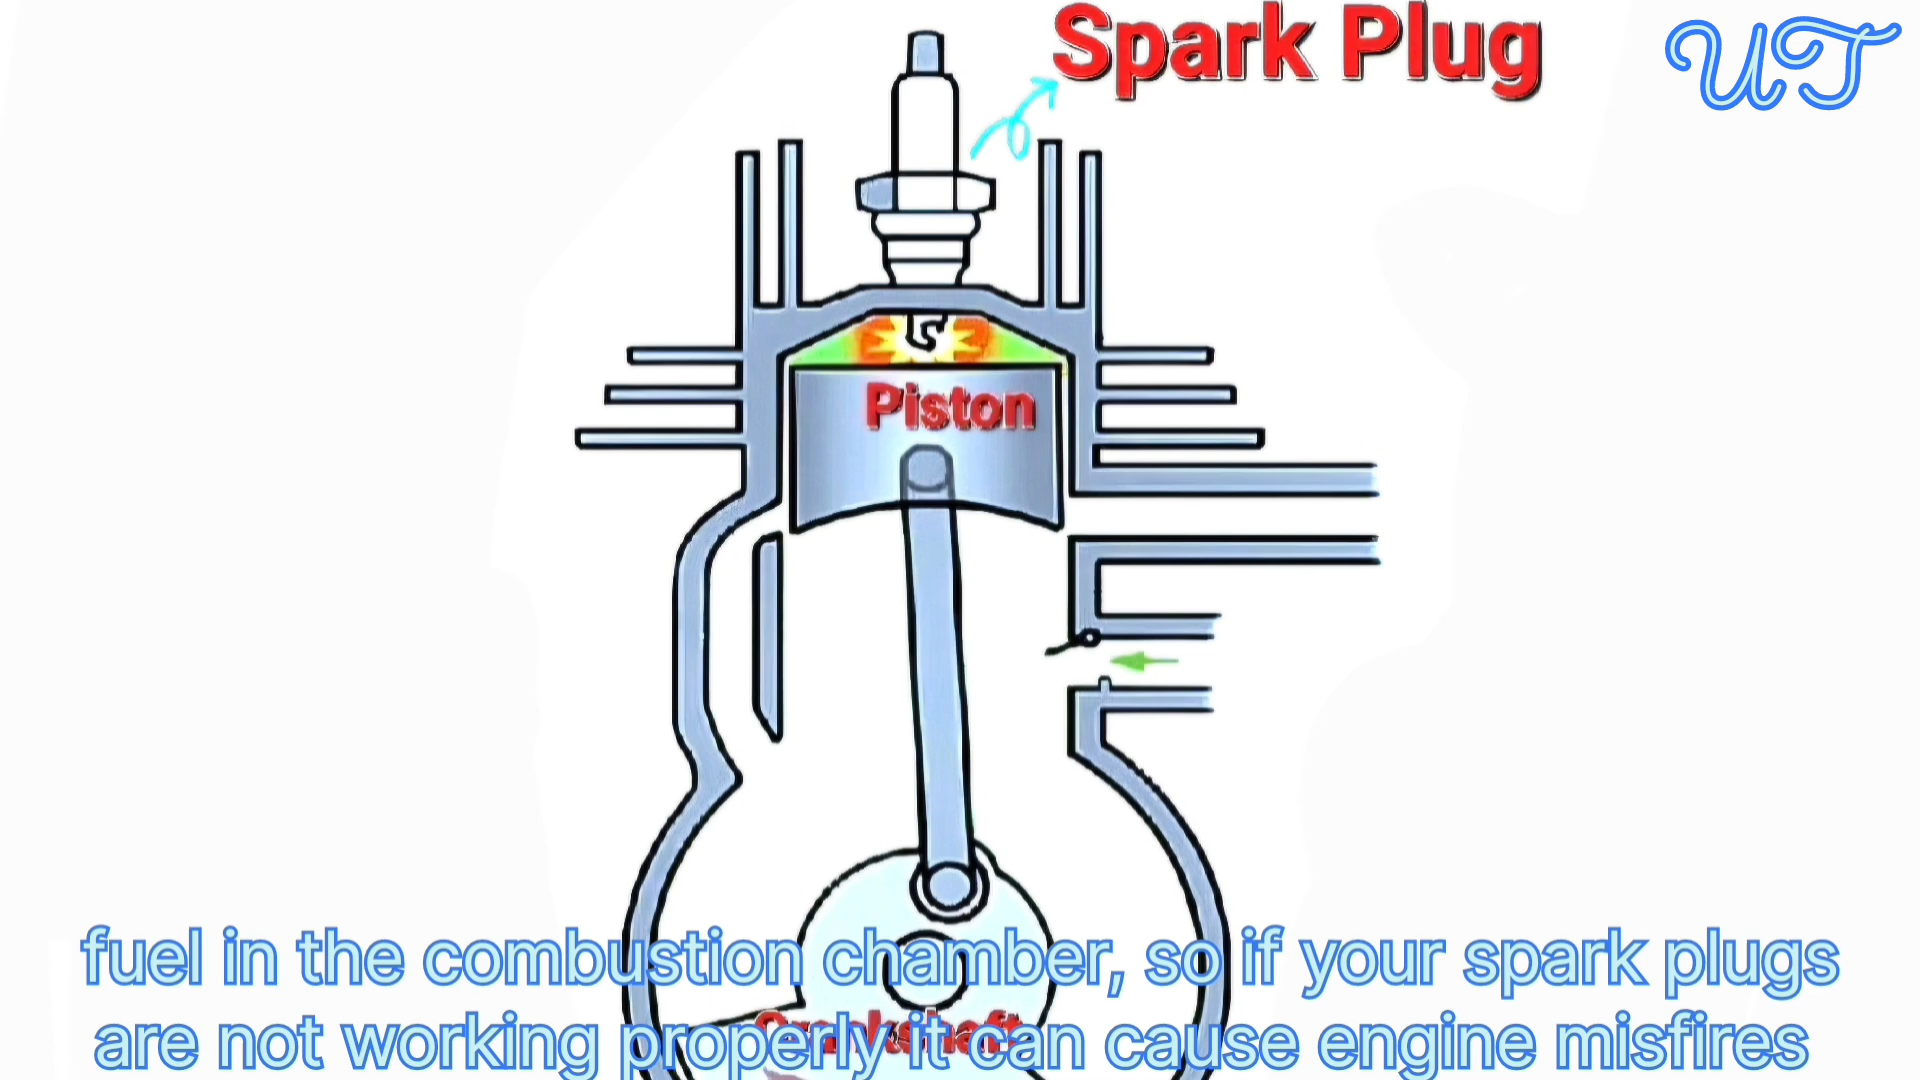 Spark Plug
UT
Piston
Crankshaft
fuel in the combustion chamber, so if your spark plugs
are not working properly it can cause engine misfires